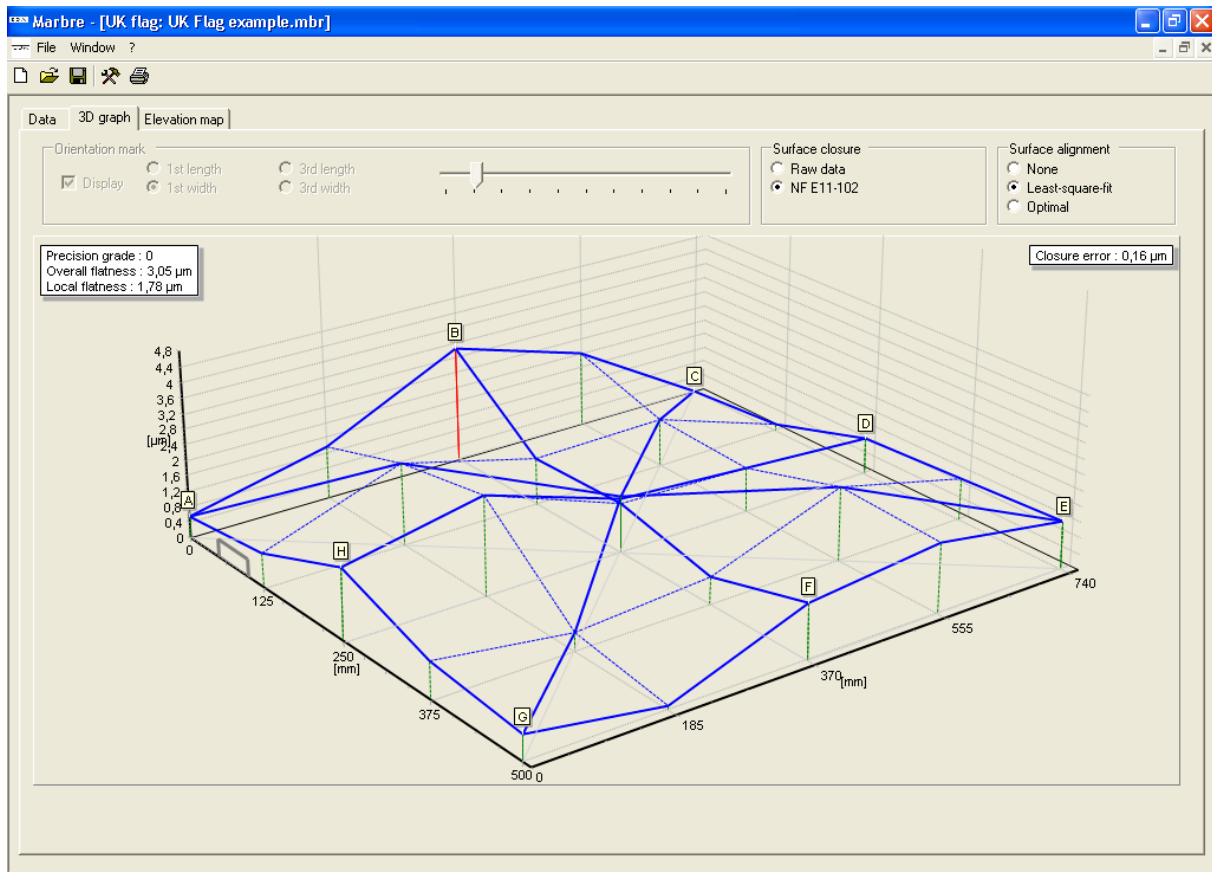 Marbre - [UK flag: UK Flag example.mbr]
File Window ?
Data 3D graph Elevation map
Orientation mark
Display
1st length
1st width
3rd length
3rd width
Surface closure
Raw data
NF E11-102
Surface alignment
None
Least-square-fit
Optimal
Precision grade : 0
Overall flatness : 3,05 µm
Local flatness : 1,78 µm
Closure error : 0,16 µm
B
C
D
A
H
E
F
G
4,8
4,4
4
3,6
3,2
2,8
2,4
[µm]
2
1,6
1,2
0,8
0,4
0
0
125
250
[mm]
375
500
0
185
370
[mm]
555
740